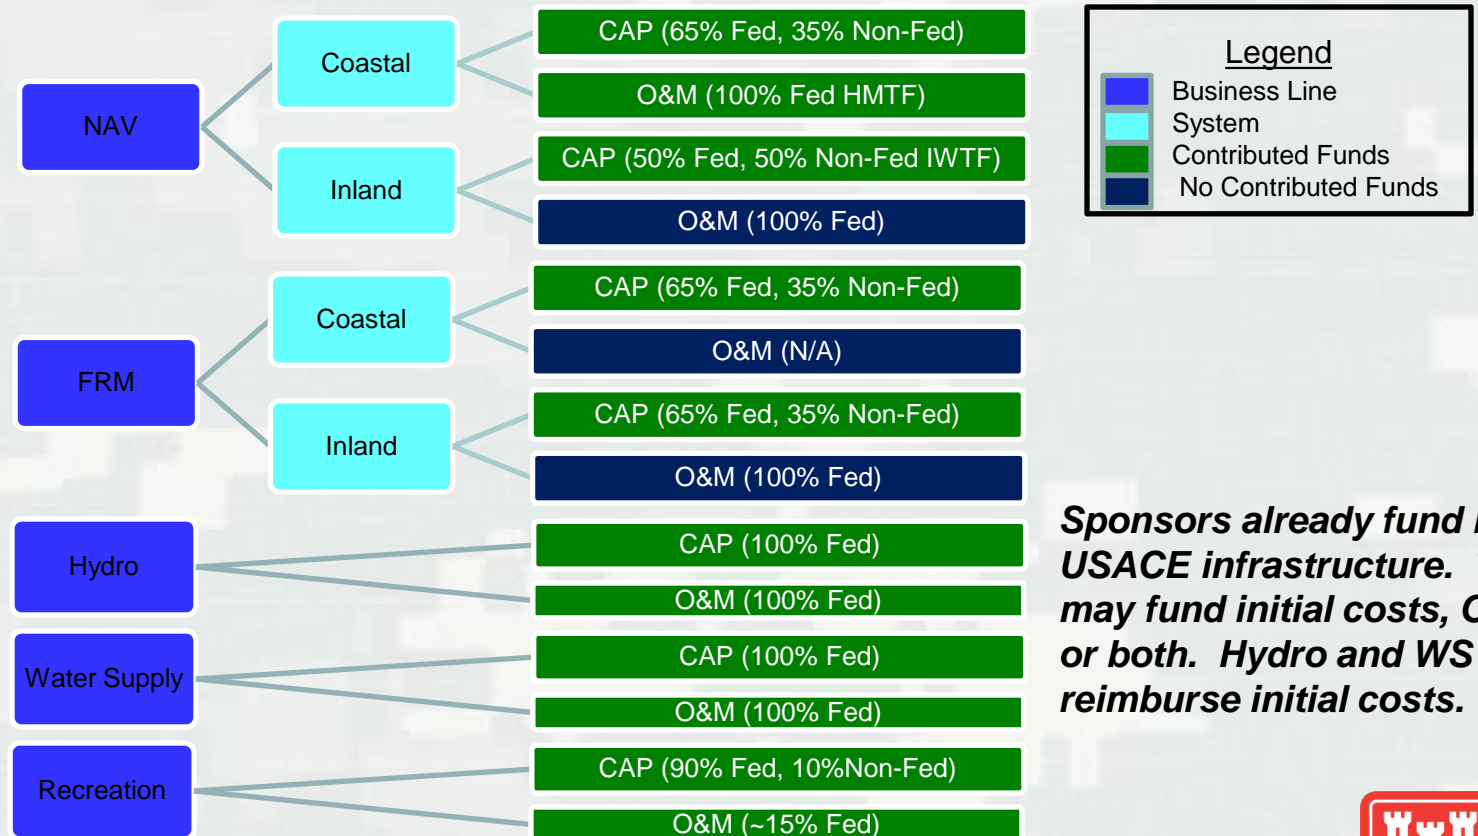 NAV
Coastal
CAP (65% Fed, 35% Non-Fed)
O&M (100% Fed HMTF)
Inland
CAP (50% Fed, 50% Non-Fed IWTF)
O&M (100% Fed)
FRM
Coastal
CAP (65% Fed, 35% Non-Fed)
O&M (N/A)
Inland
CAP (65% Fed, 35% Non-Fed)
O&M (100% Fed)
Hydro
CAP (100% Fed)
O&M (100% Fed)
Water Supply
CAP (100% Fed)
O&M (100% Fed)
Recreation
CAP (90% Fed, 10%Non-Fed)
O&M (~15% Fed)
Legend
Business Line
System
Contributed Funds
No Contributed Funds
Sponsors already fund
USACE infrastructure.
may fund initial costs,
or both. Hydro and WS
reimburse initial costs.